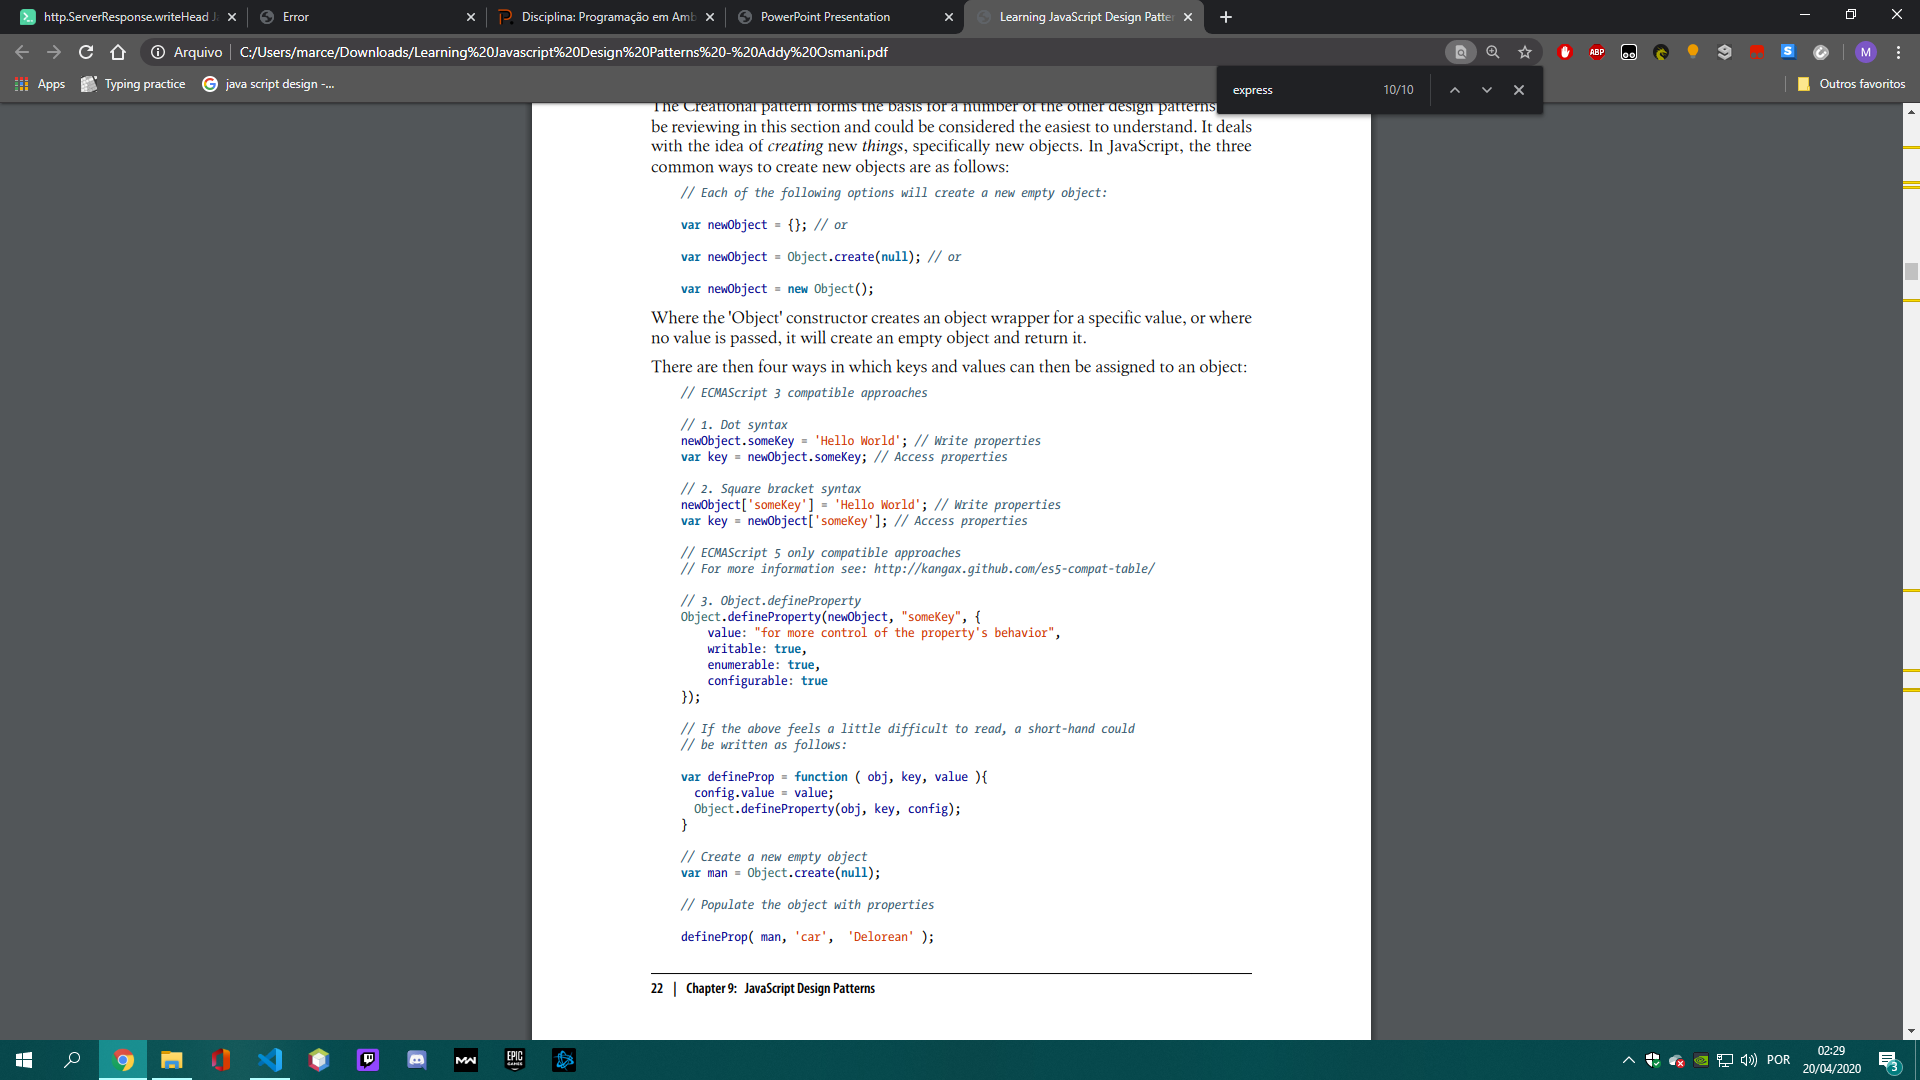 http.ServerResponse.writeHead J
Error
Disciplina: Programação em Amb
PowerPoint Presentation
Learning JavaScript Design Patter
Arquivo
C:/Users/marce/Downloads/Learning%20Javascript%20Design%20Patterns%20-%20Addy%20Osmani.pdf
ABP
M
Apps
Typing practice
java script design -...
Outros favoritos
express
10/10
The Creational pattern forms the basis for a number of the other design patterns
be reviewing in this section and could be considered the easiest to understand. It deals
with the idea of creating new things, specifically new objects. In JavaScript, the three
common ways to create new objects are as follows:
// Each of the following options will create a new empty object:
var newObject = {}; // or
var newObject = Object.create(null); // or
var newObject = new Object();
Where the 'Object' constructor creates an object wrapper for a specific value, or where
no value is passed, it will create an empty object and return it.
There are then four ways in which keys and values can then be assigned to an object:
// ECMAScript 3 compatible approaches
// 1. Dot syntax
newObject.someKey = 'Hello World'; // Write properties
var key = newObject.someKey; // Access properties
// 2. Square bracket syntax
newObject['someKey'] = 'Hello World'; // Write properties
var key = newObject['someKey']; // Access properties
// ECMAScript 5 only compatible approaches
// For more information see: http://kangax.github.com/es5-compat-table/
// 3. Object.defineProperty
Object.defineProperty(newObject, "someKey", {
value: "for more control of the property's behavior",
writable: true,
enumerable: true,
configurable: true
});
// If the above feels a little difficult to read, a short-hand could
// be written as follows:
var defineProp = function ( obj, key, value ){
config.value = value;
Object.defineProperty(obj, key, config);
}
// Create a new empty object
var man = Object.create(null);
// Populate the object with properties
defineProp( man, 'car', 'Delorean' );
22 | Chapter 9: JavaScript Design Patterns
MW
EPIC
GAMES
POR
02:29
20/04/2020
3